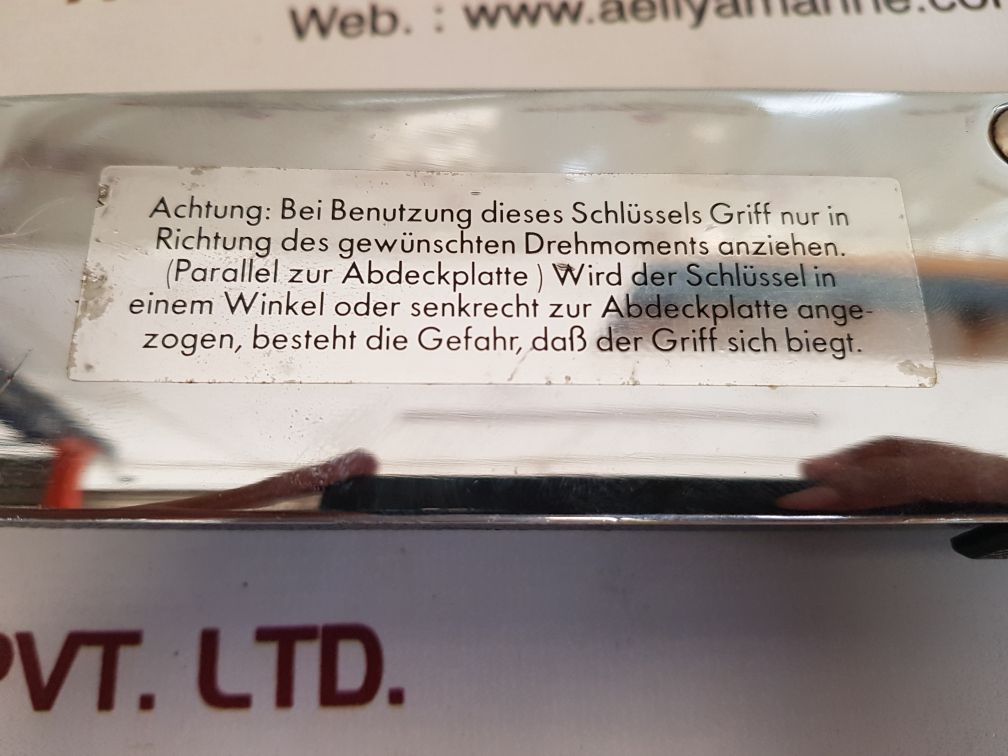 Web. : www.aeliyamarine.co
Achtung: Bei Benutzung dieses Schlüssels Griff nur in
Richtung des gewünschten Drehmoments anziehen.
(Parallel zur Abdeckplatte ) Wird der Schlüssel in
einem Winkel oder senkrecht zur Abdeckplatte ange-
zogen, besteht die Gefahr, daß der Griff sich biegt.
PVT. LTD.